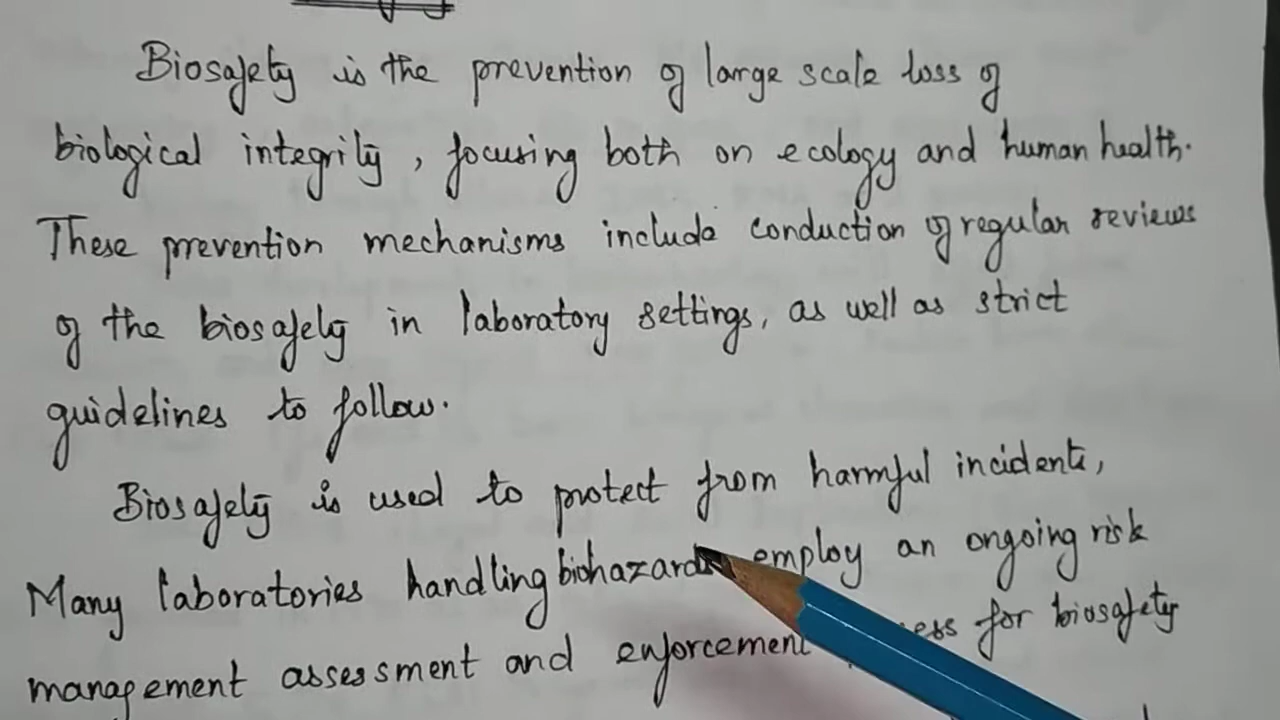 Biosafety is the prevention of large scale loss of
biological integrity, focusing both on ecology and human health.
These prevention mechanisms include conduction of regular reviews
of the biosafety in laboratory settings, as well as strict
guidelines to follow.
Biosafety is used to protect from harmful incidents,
Many laboratories handling biohazards employ an ongoing risk
management assessment and enforcement for biosafety